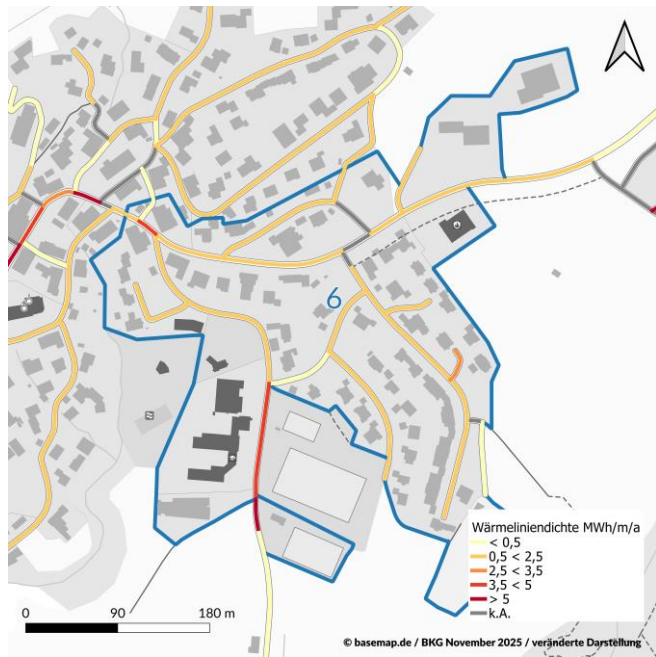 6
Wärmeliniendichte MWh/m/a
< 0,5
0,5 < 2,5
2,5 < 3,5
3,5 < 5
> 5
k.A.
0 90 180 m
© basemap.de / BKG November 2025 / veränderte Darstellung